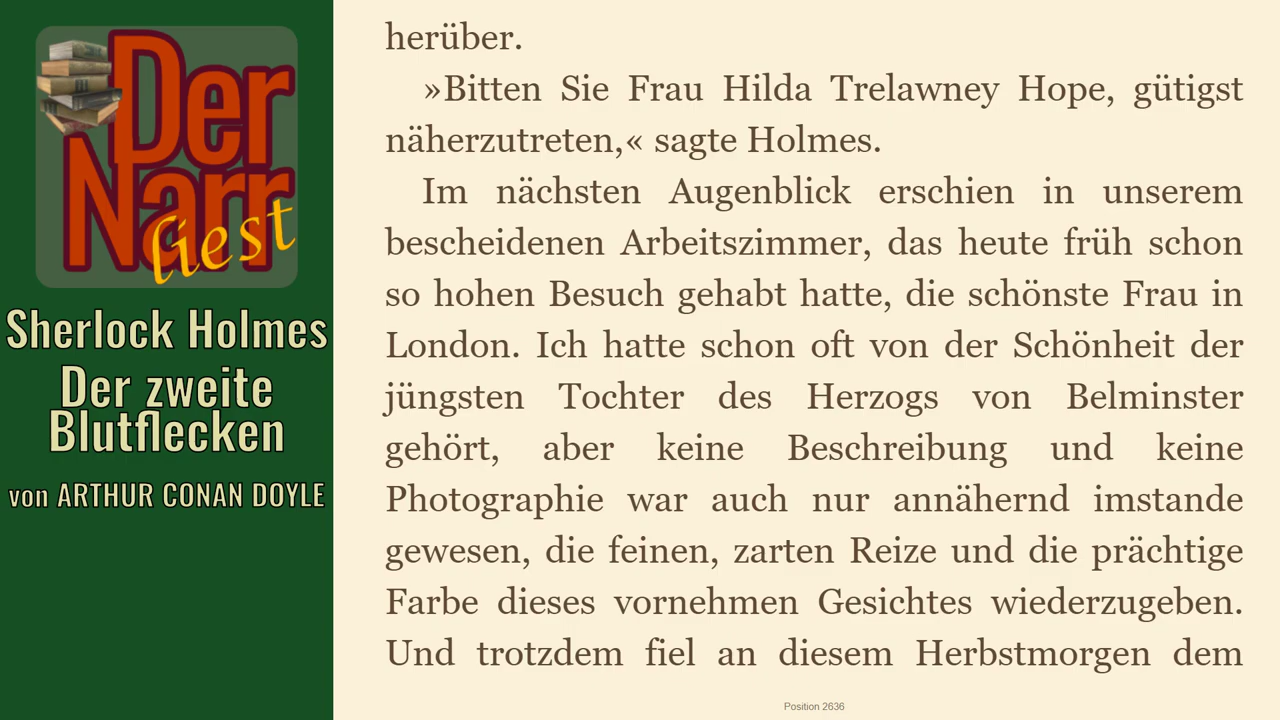 Der
Narr
liest
Sherlock Holmes
Der zweite
Blutflecken
von ARTHUR CONAN DOYLE
herüber.
»Bitten Sie Frau Hilda Trelawney Hope, gütigst
näherzutreten,« sagte Holmes.
Im nächsten Augenblick erschien in unserem
bescheidenen Arbeitszimmer, das heute früh schon
so hohen Besuch gehabt hatte, die schönste Frau in
London. Ich hatte schon oft von der Schönheit der
jüngsten Tochter des Herzogs von Belminster
gehört, aber keine Beschreibung und keine
Photographie war auch nur annähernd imstande
gewesen, die feinen, zarten Reize und die prächtige
Farbe dieses vornehmen Gesichtes wiederzugeben.
Und trotzdem fiel an diesem Herbstmorgen dem
Position 2636